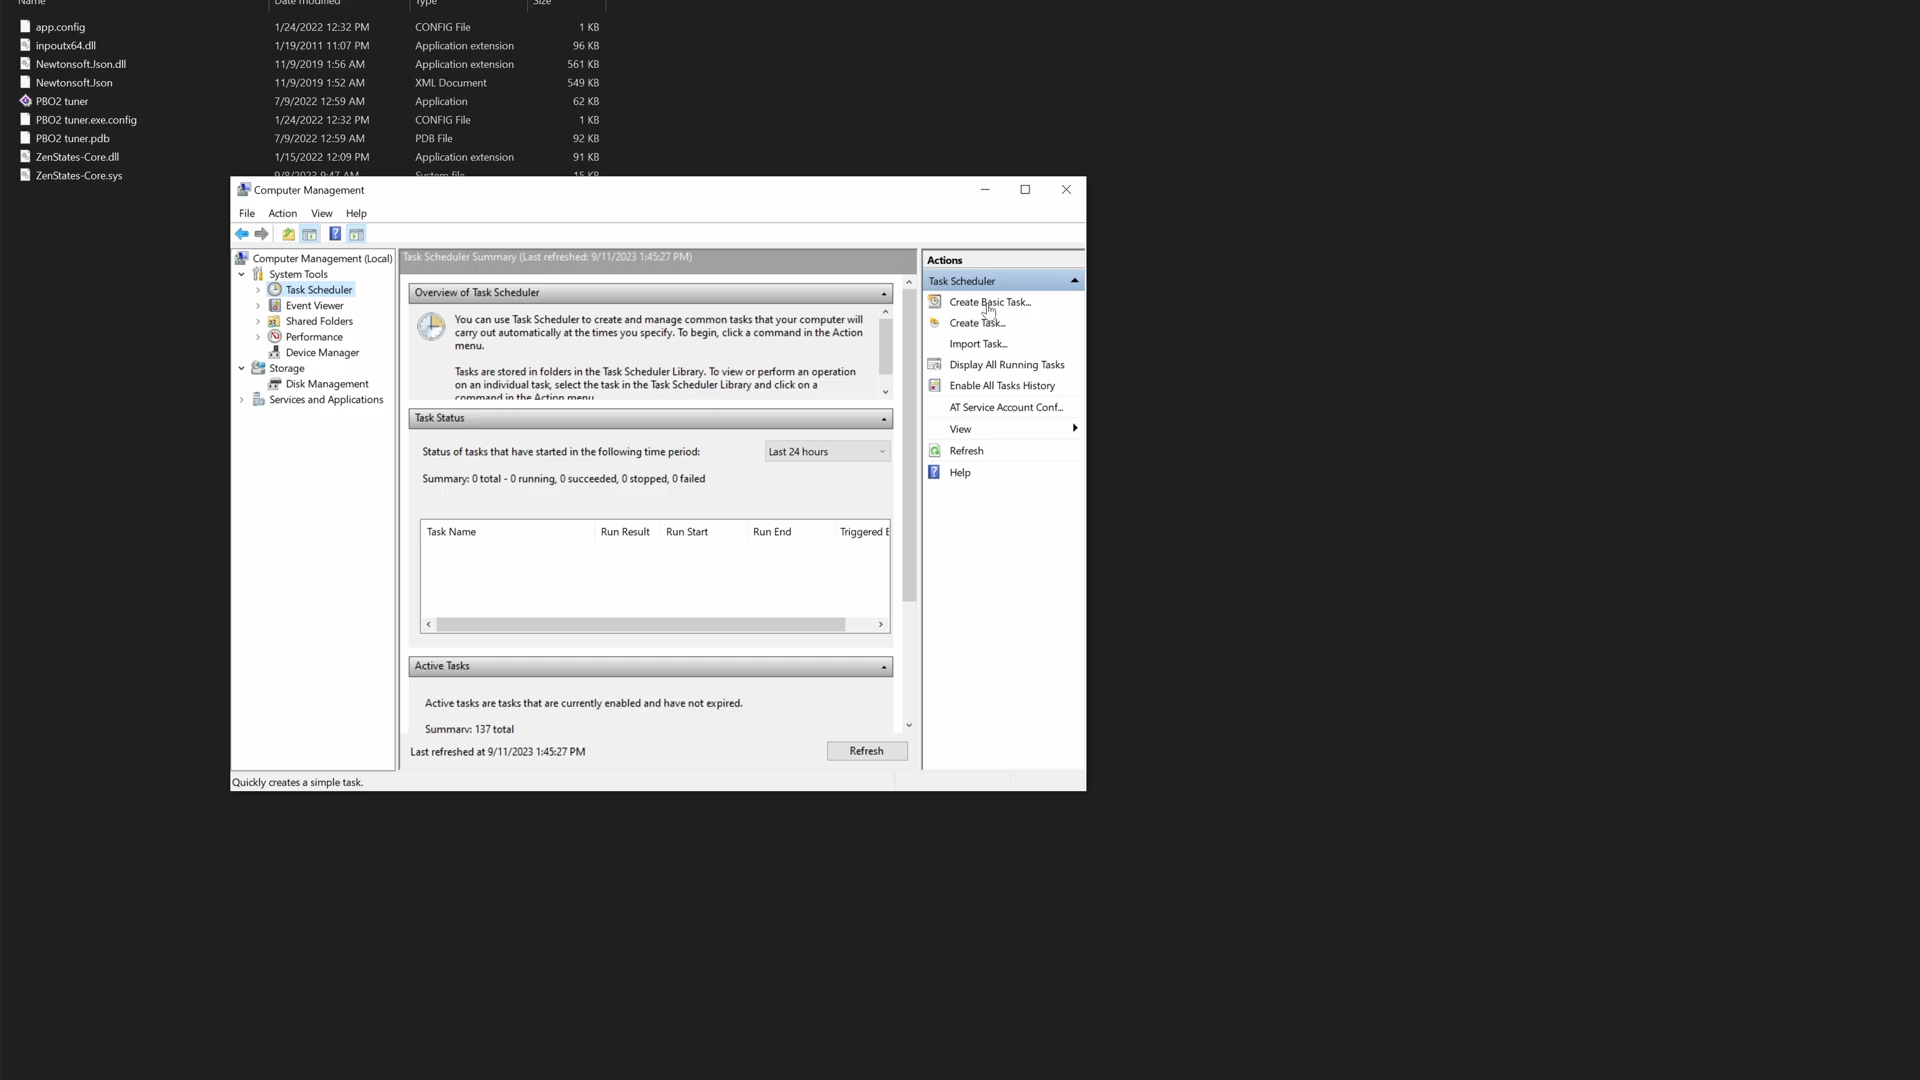 Name Date modified Type Size
app.config 1/24/2022 12:32 PM CONFIG File 1 KB
inpoutx64.dll 1/19/2011 11:07 PM Application extension 96 KB
Newtonsoft.Json.dll 11/9/2019 1:56 AM Application extension 561 KB
Newtonsoft.Json 11/9/2019 1:52 AM XML Document 549 KB
PBO2 tuner 7/9/2022 12:59 AM Application 62 KB
PBO2 tuner.exe.config 1/24/2022 12:32 PM CONFIG File 1 KB
PBO2 tuner.pdb 7/9/2022 12:59 AM PDB File 92 KB
ZenStates-Core.dll 1/15/2022 12:09 PM Application extension 91 KB
ZenStates-Core.sys 9/8/2023 9:47 AM System file 15 KB
Computer Management
File Action View Help
Computer Management (Local)
System Tools
Task Scheduler
Event Viewer
Shared Folders
Performance
Device Manager
Storage
Disk Management
Services and Applications
Task Scheduler Summary (Last refreshed: 9/11/2023 1:45:27 PM)
Overview of Task Scheduler
You can use Task Scheduler to create and manage common tasks that your computer will
carry out automatically at the times you specify. To begin, click a command in the Action
menu.
Tasks are stored in folders in the Task Scheduler Library. To view or perform an operation
on an individual task, select the task in the Task Scheduler Library and click on a
command in the Action menu.
Task Status
Status of tasks that have started in the following time period: Last 24 hours
Summary: 0 total - 0 running, 0 succeeded, 0 stopped, 0 failed
Task Name Run Result Run Start Run End Triggered
Active Tasks
Active tasks are tasks that are currently enabled and have not expired.
Summary: 137 total
Last refreshed at 9/11/2023 1:45:27 PM Refresh
Actions
Task Scheduler
Create Basic Task...
Create Task...
Import Task...
Display All Running Tasks
Enable All Tasks History
AT Service Account Conf...
View
Refresh
Help
Quickly creates a simple task.